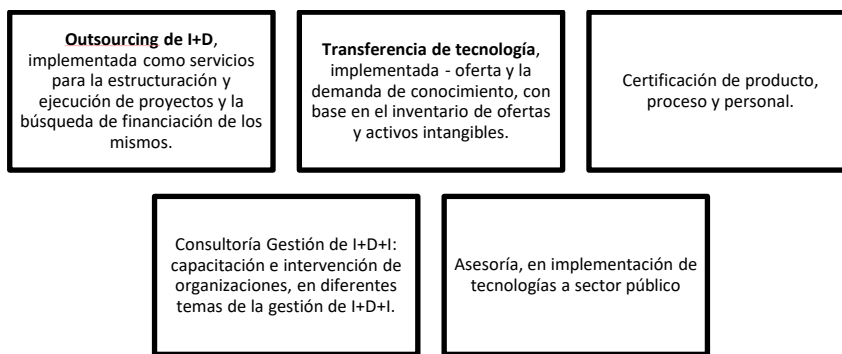 Outsourcing de I+D,
implementada como servicios
para la estructuración y
ejecución de proyectos y la
búsqueda de financiación de los
mismos.
Transferencia de tecnología,
implementada - oferta y la
demanda de conocimiento, con
base en el inventario de ofertas
y activos intangibles.
Certificación de producto,
proceso y personal.
Consultoría Gestión de I+D+I:
capacitación e intervención de
organizaciones, en diferentes
temas de la gestión de I+D+I.
Asesoría, en implementación de
tecnologías a sector público